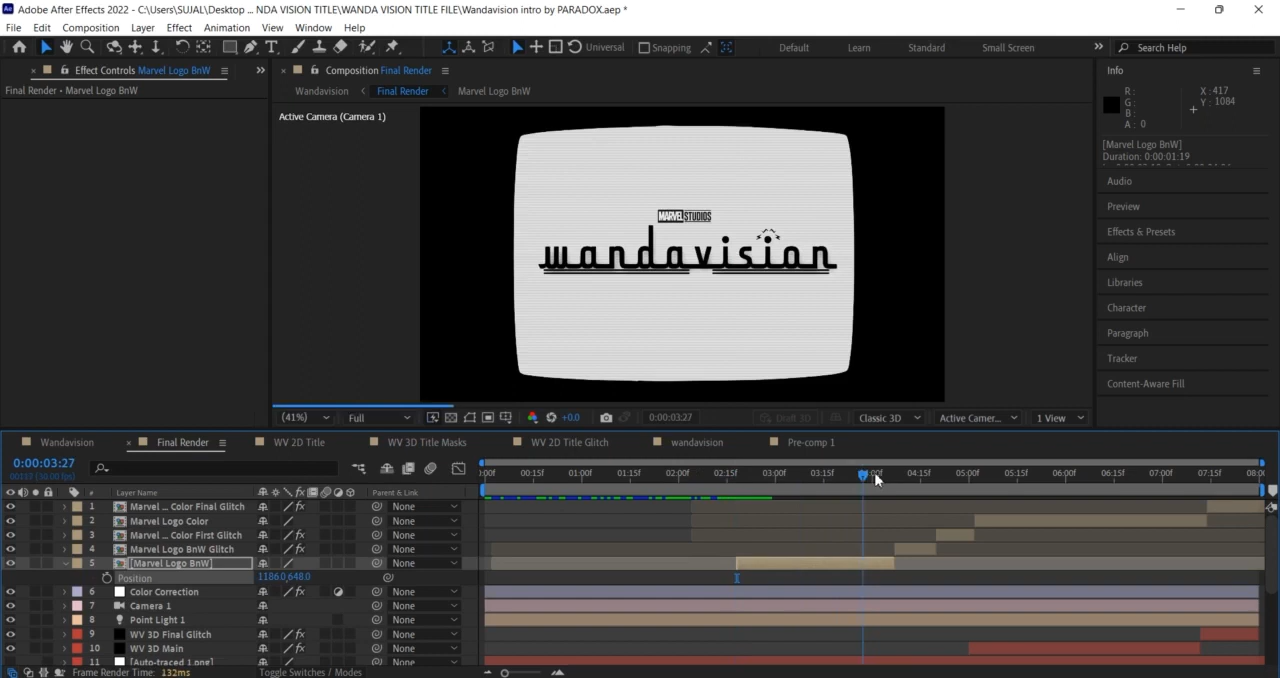 Adobe After Effects 2022 - C:\Users\SUJAL\Desktop ... NDA VISION TITLE\WANDA VISION TITLE FILE\Wandavision intro by PARADOX.aep *
File Edit Composition Layer Effect Animation View Window Help
Universal Snapping Default Learn Standard Small Screen Search Help
Effect Controls Marvel Logo BnW Composition Final Render Info
Final Render • Marvel Logo BnW Wandavision Final Render Marvel Logo BnW
R: X: 417
G: Y: 1084
B:
A: 0
Active Camera (Camera 1)
[Marvel Logo BnW]
Duration: 0:00:01:19
MARVEL STUDIOS
wandavision
Audio
Preview
Effects & Presets
Align
Libraries
Character
Paragraph
Tracker
Content-Aware Fill
(41%) Full +0.0 0:00:03:27 Draft 3D Classic 3D Active Camer... 1 View
Wandavision Final Render WV 2D Title WV 3D Title Masks WV 2D Title Glitch wandavision Pre-comp 1
0:00:03:27
:00f 00:15f 01:00f 01:15f 02:00f 02:15f 03:00f 03:15f 04:00f 04:15f 05:00f 05:15f 06:00f 06:15f 07:00f 07:15f 08:00
# Layer Name Parent & Link
1 Marvel ... Color Final Glitch None
2 Marvel Logo Color None
3 Marvel ... Color First Glitch None
4 Marvel Logo BnW Glitch None
5 [Marvel Logo BnW] None
Position 1186.0,648.0
6 Color Correction None
7 Camera 1 None
8 Point Light 1 None
9 WV 3D Final Glitch None
10 WV 3D Main None
11 [Auto-traced 1.png] None
Frame Render Time: 132ms Toggle Switches / Modes